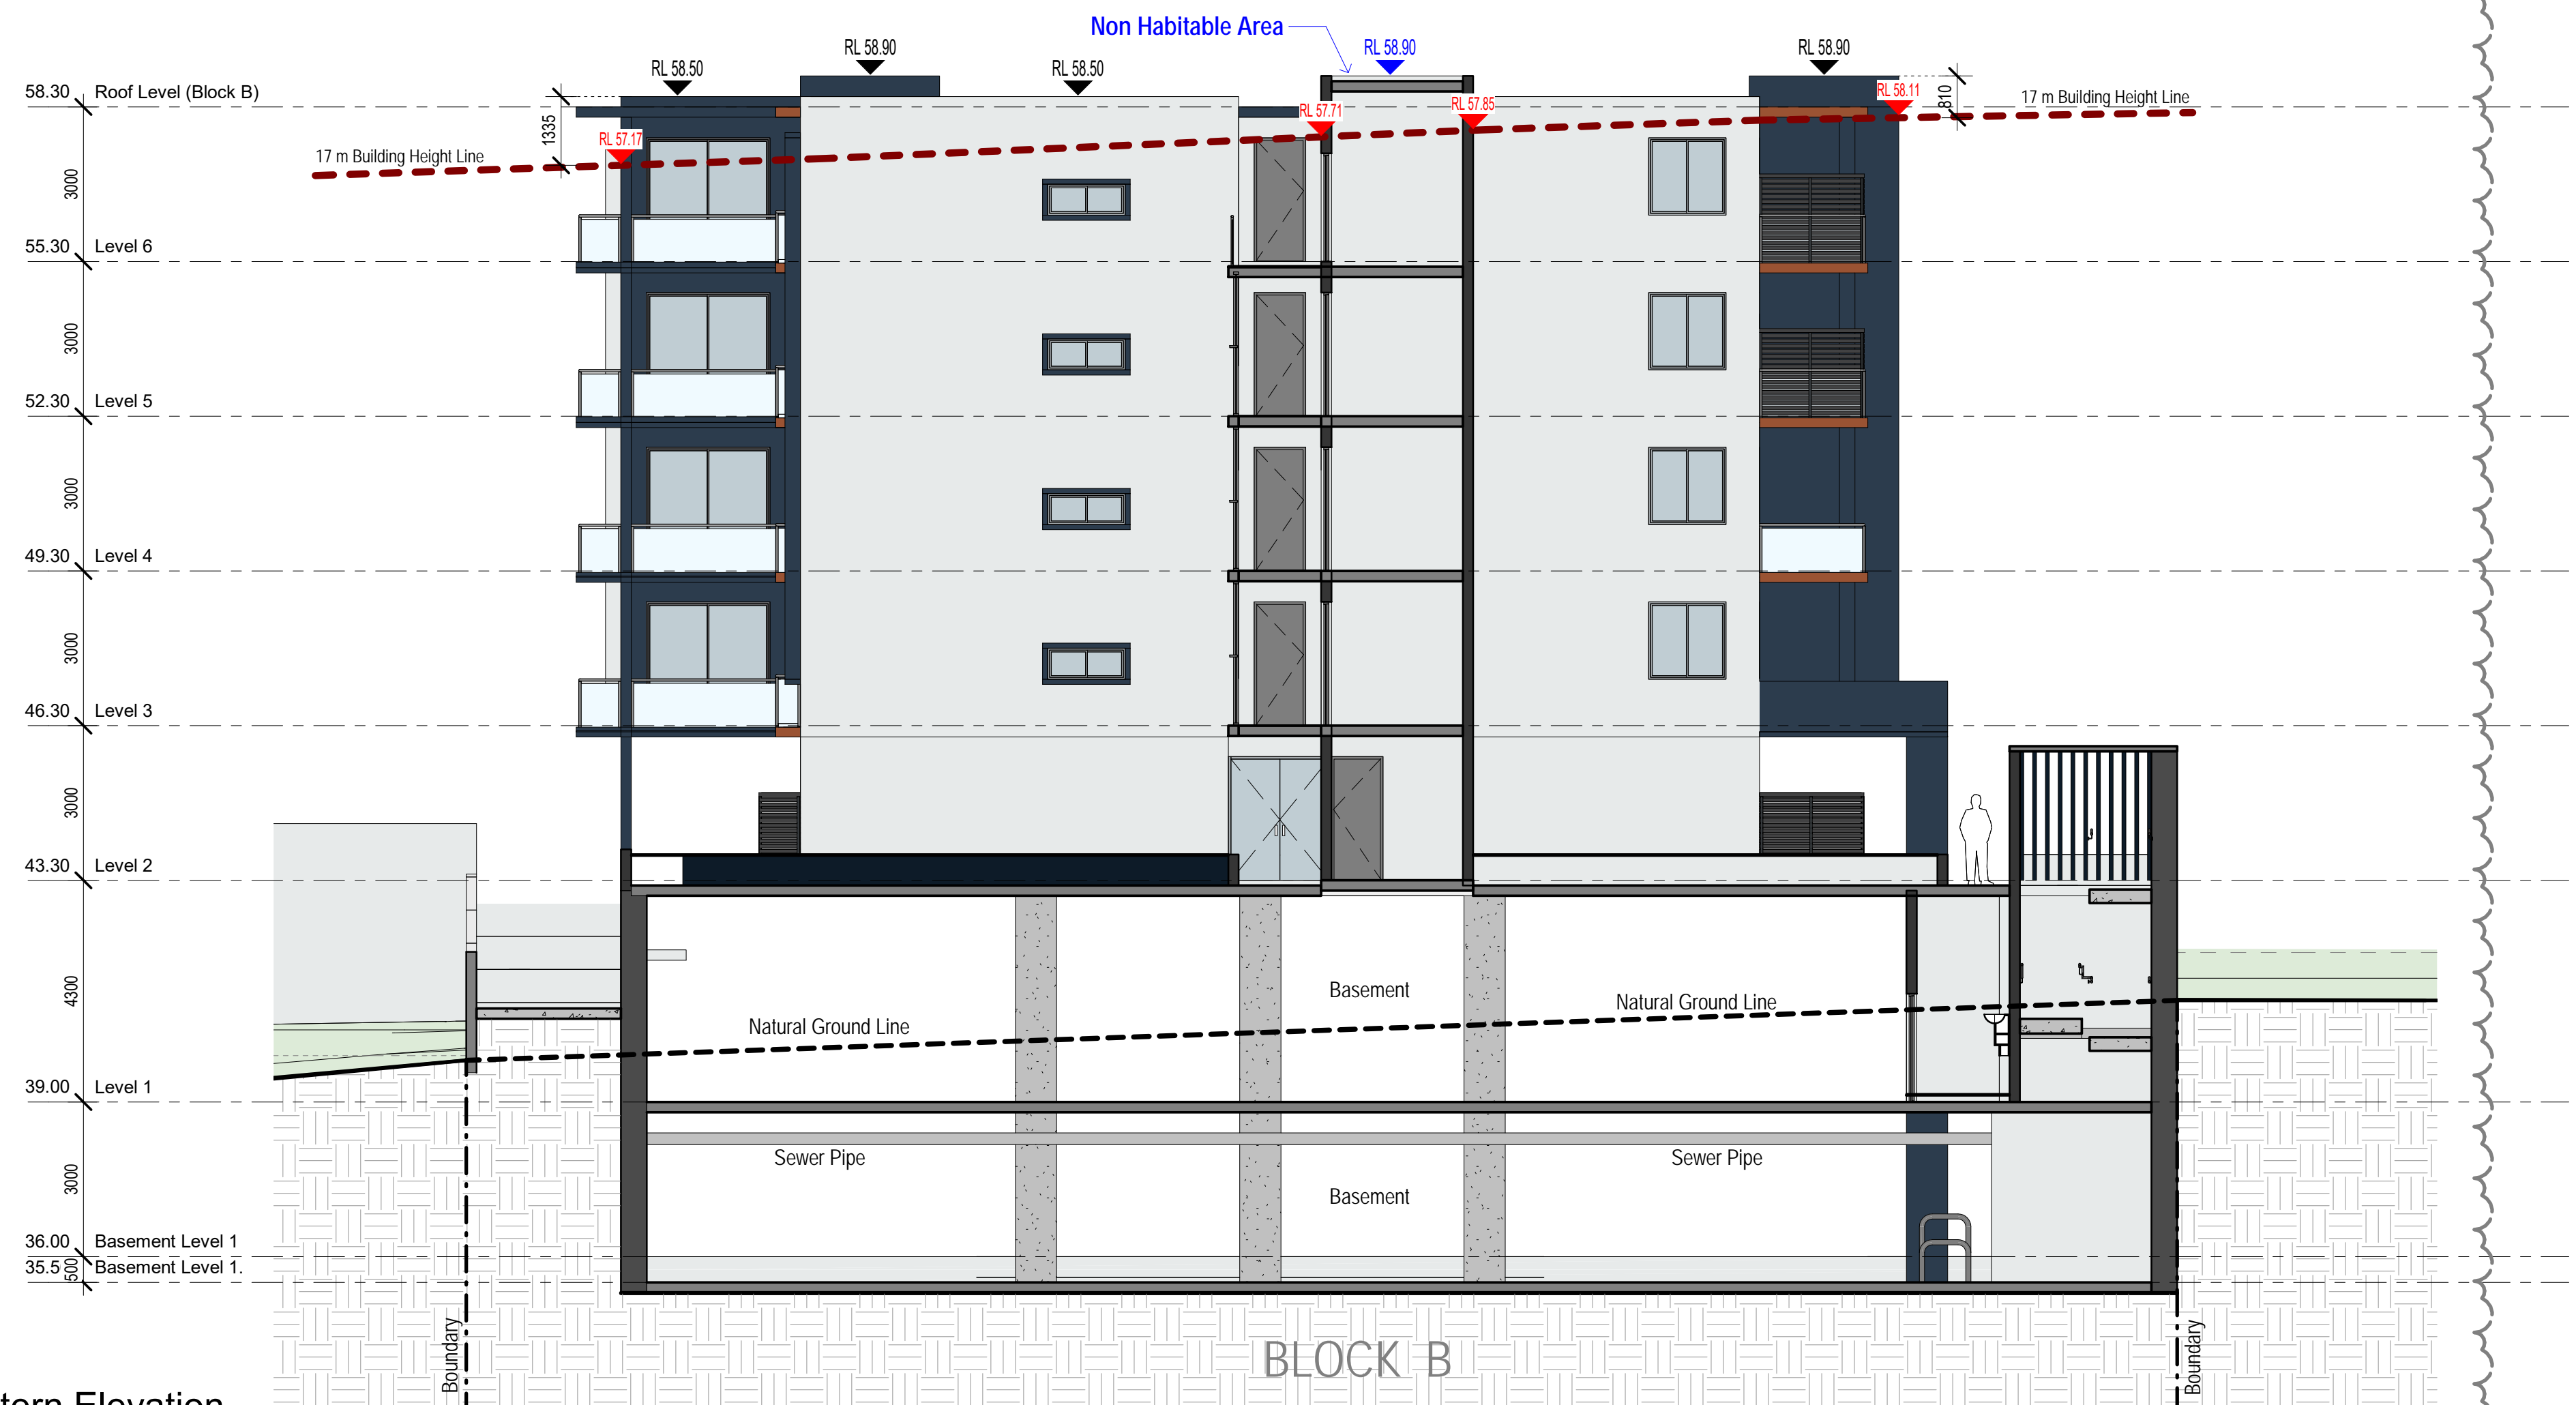 Non Habitable Area
RL 58.90
RL 58.90
RL 58.90
RL 58.50
RL 58.50
58.30 Roof Level (Block B)
RL 58.11
810
17 m Building Height Line
RL 57.71
RL 57.85
1335
RL 57.17
17 m Building Height Line
3000
55.30 Level 6
3000
52.30 Level 5
3000
49.30 Level 4
3000
46.30 Level 3
3000
43.30 Level 2
4300
Basement
Natural Ground Line
Natural Ground Line
39.00 Level 1
Sewer Pipe
Sewer Pipe
3000
Basement
36.00 Basement Level 1
500
35.5 Basement Level 1.
Boundary
BLOCK B
Boundary
tern Elevation